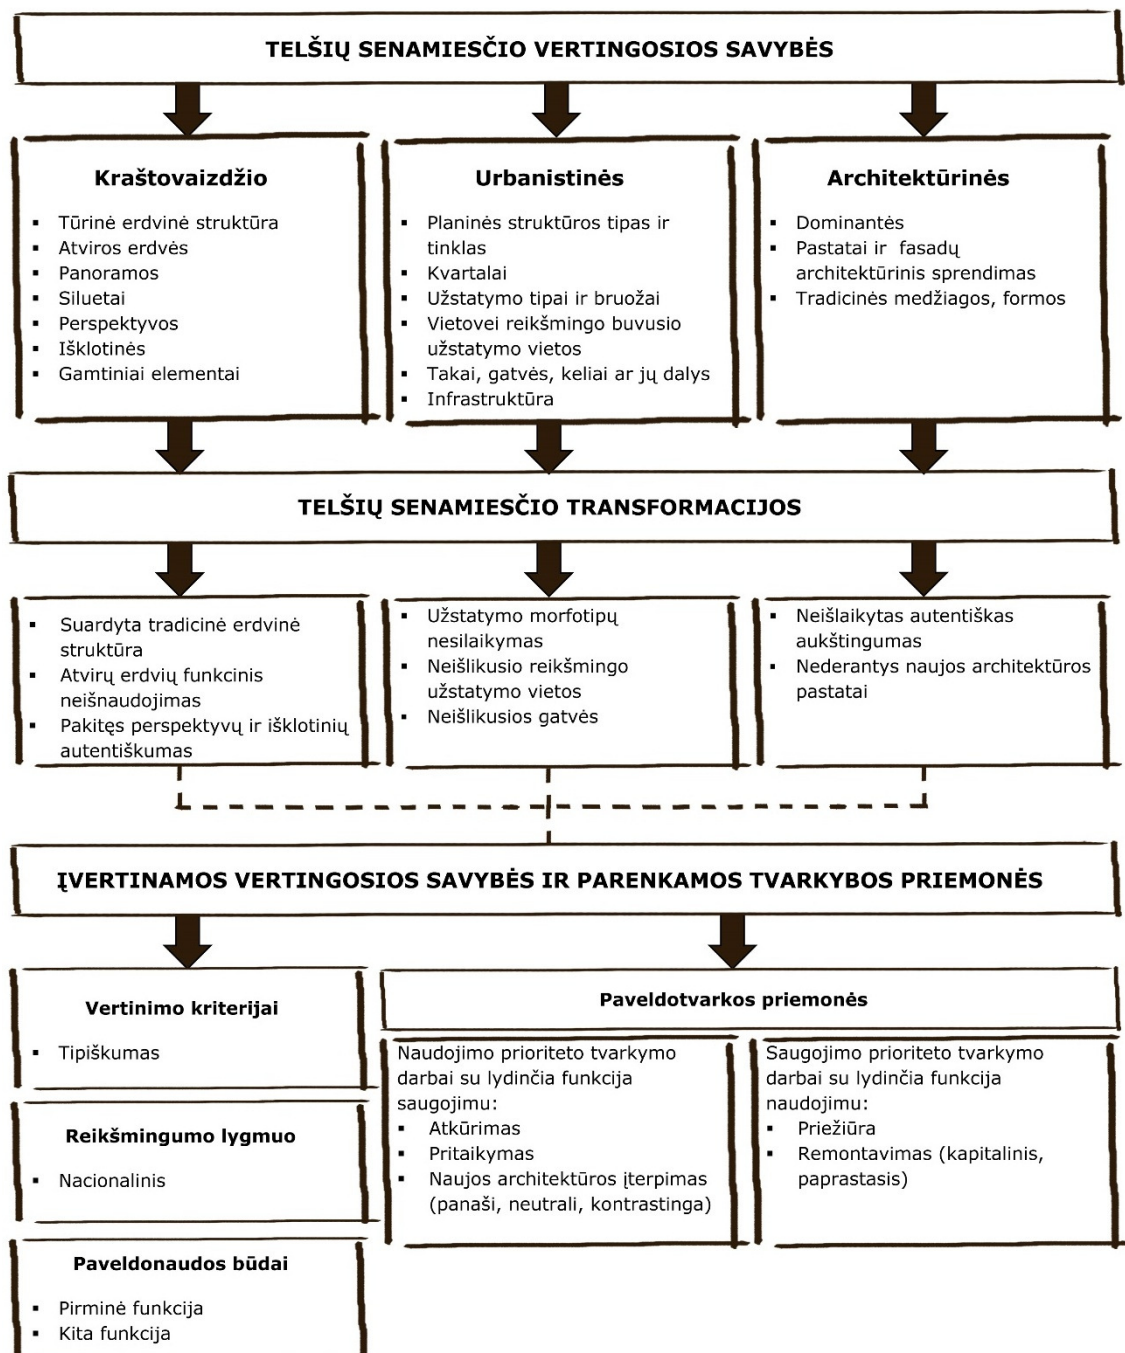 TELŠIŲ SENAMIESČIO VERTINGOSIOS SAVYBĖS
Kraštovaizdžio
▪ Tūrinė erdvinė struktūra
▪ Atviros erdvės
▪ Panoramos
▪ Siluetai
▪ Perspektyvos
▪ Išklotinės
▪ Gamtiniai elementai
Urbanistinės
▪ Planinės struktūros tipas ir
tinklas
▪ Kvartalai
▪ Užstatymo tipai ir bruožai
▪ Vietovei reikšmingo buvusio
užstatymo vietos
▪ Takai, gatvės, keliai ar jų dalys
▪ Infrastruktūra
Architektūrinės
▪ Dominantės
▪ Pastatai ir fasadų
architektūrinis sprendimas
▪ Tradicinės medžiagos, formos
TELŠIŲ SENAMIESČIO TRANSFORMACIJOS
▪ Suardyta tradicinė erdvinė
struktūra
▪ Atvirų erdvių funkcinis
neišnaudojimas
▪ Pakitęs perspektyvų ir išklotinių
autentiškumas
▪ Užstatymo morfotipų
nesilaikymas
▪ Neišlikusio reikšmingo
užstatymo vietos
▪ Neišlikusios gatvės
▪ Neišlaikytas autentiškas
aukštingumas
▪ Nederantys naujos architektūros
pastatai
ĮVERTINAMOS VERTINGOSIOS SAVYBĖS IR PARENKAMOS TVARKYBOS PRIEMONĖS
Vertinimo kriterijai
▪ Tipiškumas
Reikšmingumo lygmuo
▪ Nacionalinis
Paveldonaudos būdai
▪ Pirminė funkcija
▪ Kita funkcija
Paveldotvarkos priemonės
Naudojimo prioriteto tvarkymo
darbai su lydinčia funkcija
saugojimu:
▪ Atkūrimas
▪ Pritaikymas
▪ Naujos architektūros įterpimas
(panaši, neutrali, kontrastinga)
Saugojimo prioriteto tvarkymo
darbai su lydinčia funkcija
naudojimu:
▪ Priežiūra
▪ Remontavimas (kapitalinis,
paprastasis)